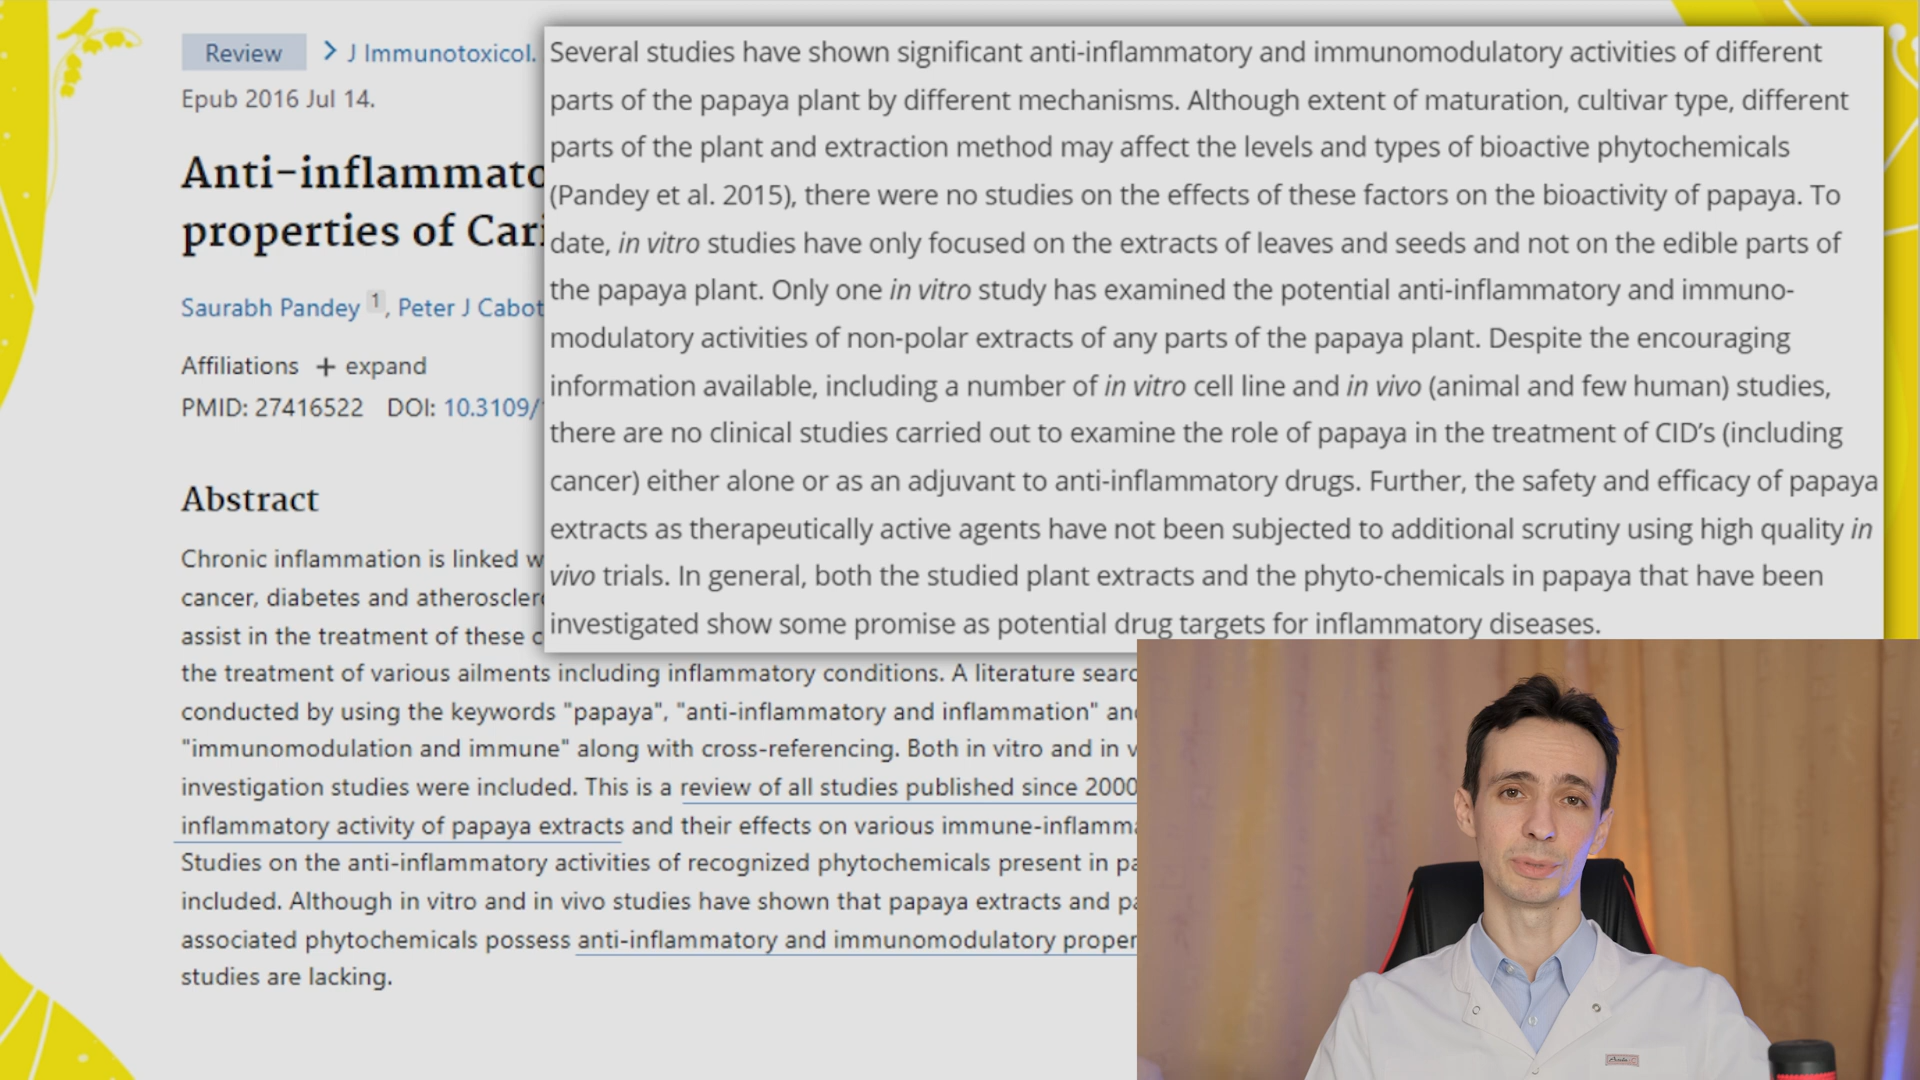 Review > J Immunotoxicol.
Epub 2016 Jul 14.
Anti-inflammato
properties of Cari
Saurabh Pandey 1, Peter J Cabot
Affiliations + expand
PMID: 27416522 DOI: 10.3109/
Abstract
Chronic inflammation is linked w
cancer, diabetes and atheroscler
assist in the treatment of these c
the treatment of various ailments including inflammatory conditions. A literature searc
conducted by using the keywords "papaya", "anti-inflammatory and inflammation" an
"immunomodulation and immune" along with cross-referencing. Both in vitro and in v
investigation studies were included. This is a review of all studies published since 2000
inflammatory activity of papaya extracts and their effects on various immune-inflamm
Studies on the anti-inflammatory activities of recognized phytochemicals present in pa
included. Although in vitro and in vivo studies have shown that papaya extracts and pa
associated phytochemicals possess anti-inflammatory and immunomodulatory proper
studies are lacking.
Several studies have shown significant anti-inflammatory and immunomodulatory activities of different
parts of the papaya plant by different mechanisms. Although extent of maturation, cultivar type, different
parts of the plant and extraction method may affect the levels and types of bioactive phytochemicals
(Pandey et al. 2015), there were no studies on the effects of these factors on the bioactivity of papaya. To
date, in vitro studies have only focused on the extracts of leaves and seeds and not on the edible parts of
the papaya plant. Only one in vitro study has examined the potential anti-inflammatory and immuno-
modulatory activities of non-polar extracts of any parts of the papaya plant. Despite the encouraging
information available, including a number of in vitro cell line and in vivo (animal and few human) studies,
there are no clinical studies carried out to examine the role of papaya in the treatment of CID's (including
cancer) either alone or as an adjuvant to anti-inflammatory drugs. Further, the safety and efficacy of papaya
extracts as therapeutically active agents have not been subjected to additional scrutiny using high quality in
vivo trials. In general, both the studied plant extracts and the phyto-chemicals in papaya that have been
investigated show some promise as potential drug targets for inflammatory diseases.